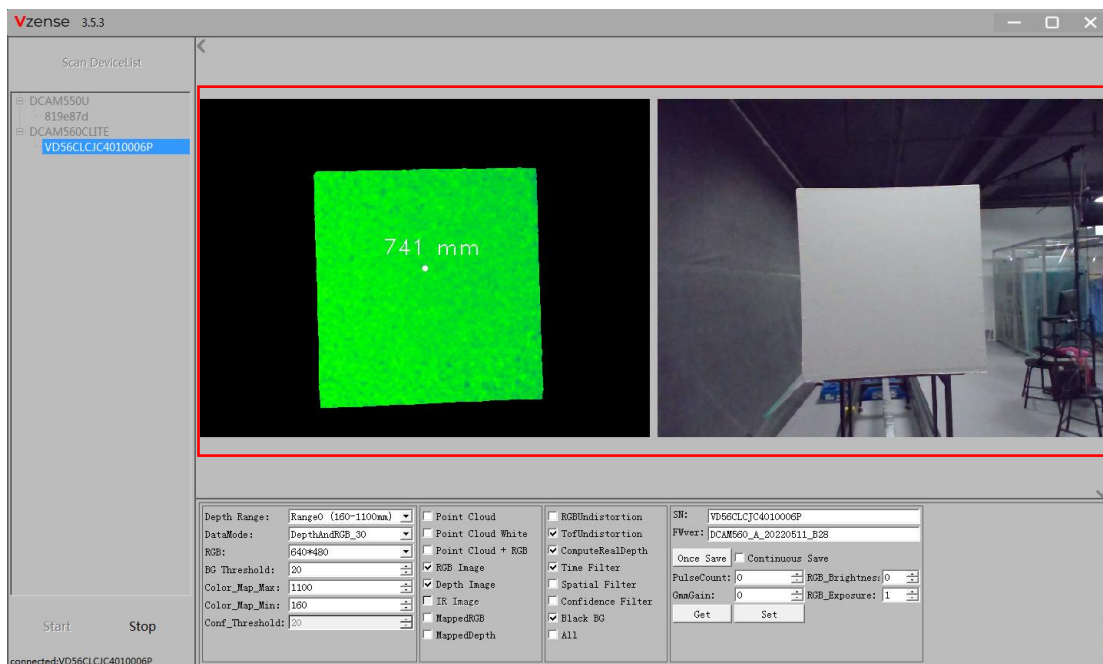 Vzense 3.5.3
Scan DeviceList
DCAM550U
819e87d
DCAM560CLITE
VD56CLCJC4010006P
741 mm
Depth Range: Range0 (160-1100mm)
DataMode: DepthAndRGB_30
RGB: 640*480
BG Threshold: 20
Color_Map_Max: 1100
Color_Map_Min: 160
Conf_Threshold: 20
Point Cloud
Point Cloud White
Point Cloud + RGB
RGB Image
Depth Image
IR Image
MappedRGB
MappedDepth
RGBUndistortion
TofUndistortion
ComputeRealDepth
Time Filter
Spatial Filter
Confidence Filter
Black BG
All
SN: VD56CLCJC4010006P
FWver: DCAM560_A_20220511_B28
Once Save Continuous Save
PulseCount: 0 RGB_Brightnes: 0
GmmGain: 0 RGB_Exposure: 1
Get Set
Start Stop
connected:VD56CLCJC4010006P